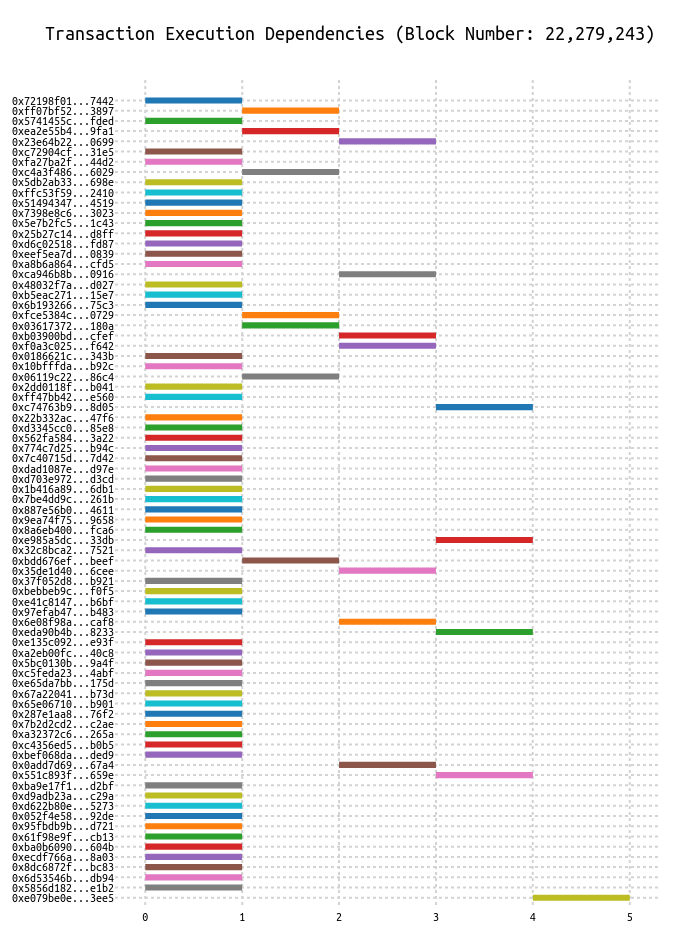 Transaction Execution Dependencies (Block Number: 22,279,243)
0x72198f01...7442
0xff07bf52...3897
0x5741455c...fded
0xea2e55b4...9fa1
0x23e64b22...0699
0xc72904cf...31e5
0xfa27ba2f...44d2
0xc4a3f486...6029
0x5db2ab33...698e
0xffc53f59...2410
0x51494347...4519
0x7398e8c6...3023
0x5e7b2fc5...1c43
0x25b27c14...d8ff
0xd6c02518...fd87
0xeef5ea7d...0839
0xa8b6a864...cfd5
0xca946b8b...0916
0x48032f7a...d027
0xb5eac271...15e7
0x6b193266...75c3
0xfce5384c...0729
0x03617372...180a
0xb03900bd...cfef
0xf0a3c025...f642
0x0186621c...343b
0x10bfffda...b92c
0x06119c22...86c4
0x2dd0118f...b041
0xff47bb42...e560
0xc74763b9...8d05
0x22b332ac...47f6
0xd3345cc0...85e8
0x562fa584...3a22
0x774c7d25...b94c
0x7c40715d...7d42
0xdad1087e...d97e
0xd703e972...d3cd
0x1b416a89...6db1
0x7be4dd9c...261b
0x887e56b0...4611
0x9ea74f75...9658
0x8a6eb400...fca6
0xe985a5dc...33db
0x32c8bca2...7521
0xbdd676ef...beef
0x35de1d40...6cee
0x37f052d8...b921
0xbebbeb9c...f0f5
0xe41c8147...b6bf
0x97efab47...b483
0x6e08f98a...caf8
0xeda90b4b...8233
0xe135c092...e93f
0xa2eb00fc...40c8
0x5bc0130b...9a4f
0xc5feda23...4abf
0xe65da7bb...175d
0x67a22041...b73d
0x65e06710...b901
0x287e1aa8...76f2
0x7b2d2cd2...c2ae
0xa32372c6...265a
0xc4356ed5...b0b5
0xbef068da...ded9
0x0add7d69...67a4
0x551c893f...659e
0xba9e17f1...d2bf
0xd9adb23a...c29a
0xd622b80e...5273
0x052f4e58...92de
0x95fbdb9b...d721
0x61f98e9f...cb13
0xba0b6090...604b
0xecdf766a...8a03
0x8dc6872f...bc83
0x6d53546b...db94
0x5856d182...e1b2
0xe079be0e...3ee5
0 1 2 3 4 5